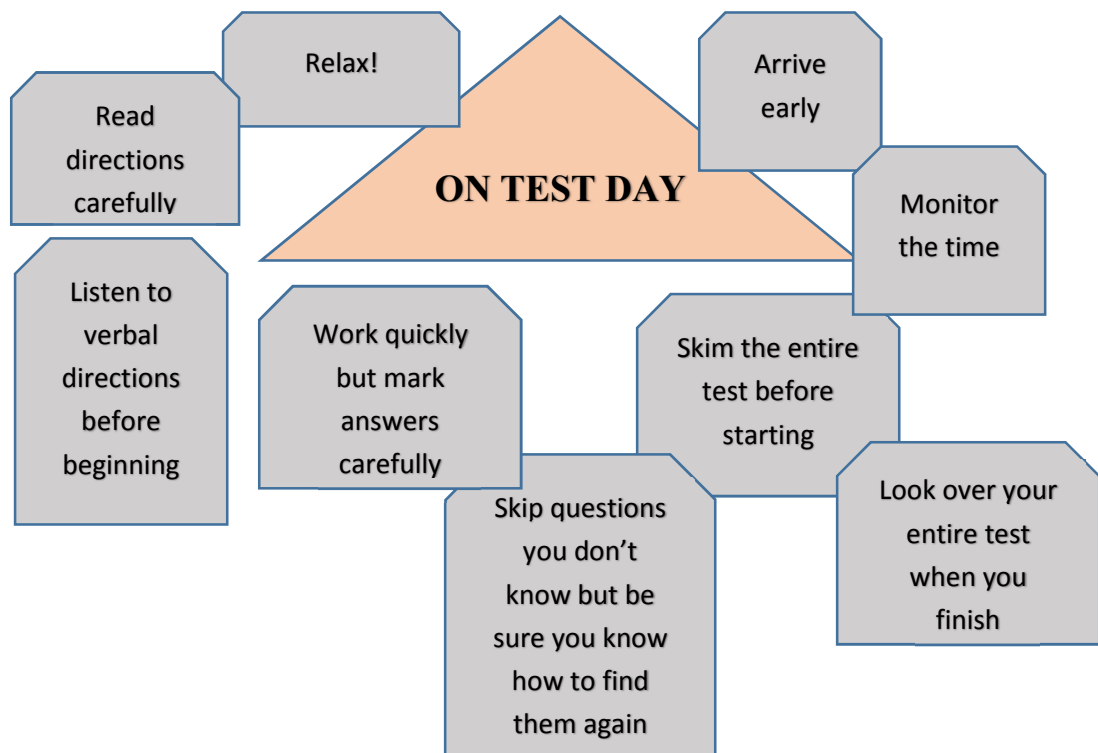 Relax!
Arrive
early
Read
directions
carefully
ON TEST DAY
Monitor
the time
Listen to
verbal
directions
before
beginning
Work quickly
but mark
answers
carefully
Skim the entire
test before
starting
Skip questions
you don’t
know but be
sure you know
how to find
them again
Look over your
entire test
when you
finish